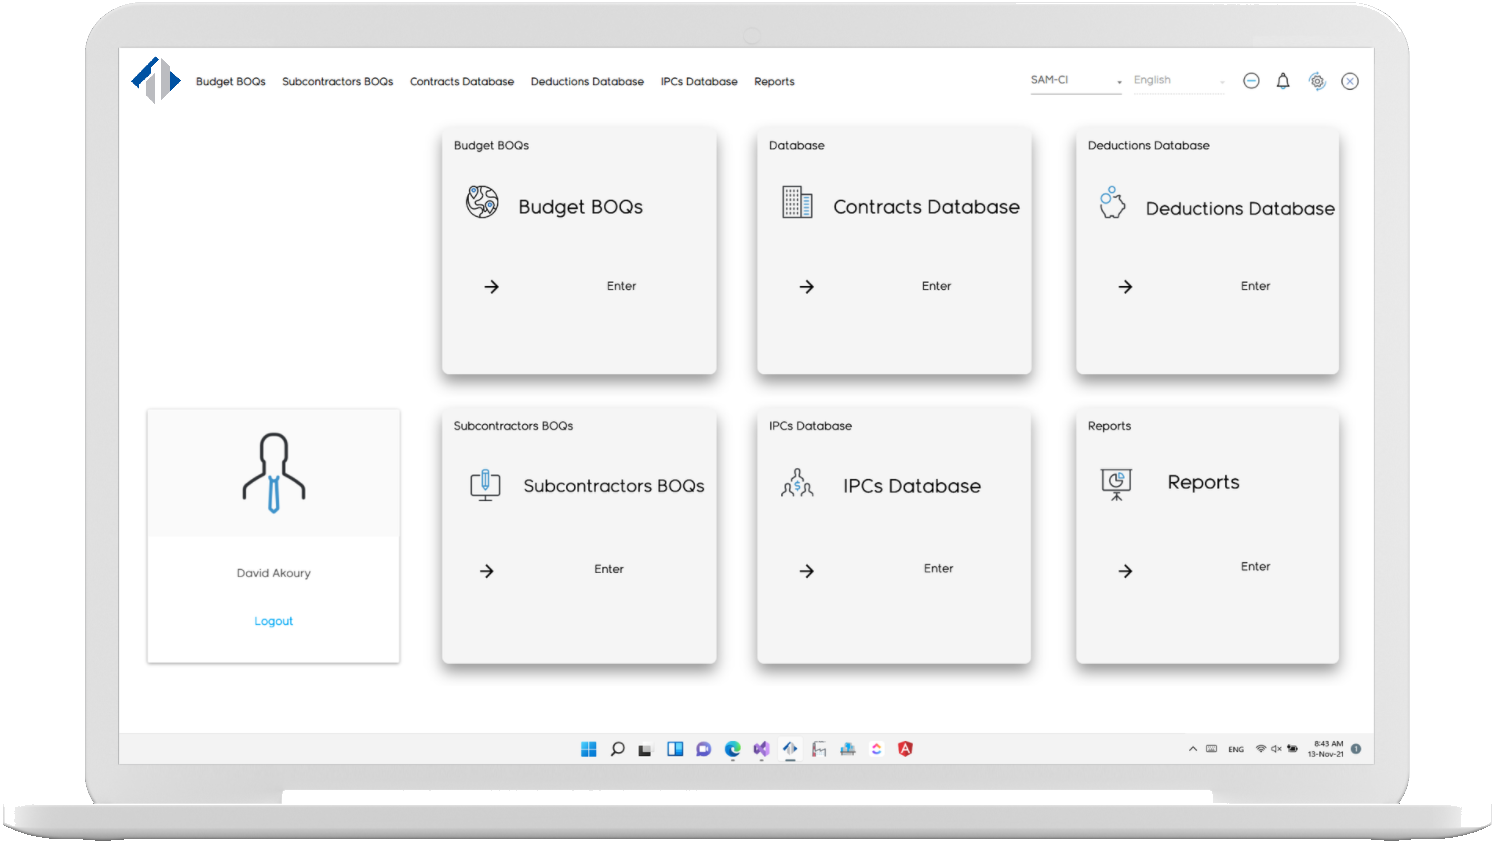 Budget BOQs Subcontractors BOQs Contracts Database Deductions Database IPCs Database Reports SAM-CI English
Budget BOQs
Budget BOQs
Enter
Database
Contracts Database
Enter
Deductions Database
Deductions Database
Enter
David Akoury
Logout
Subcontractors BOQs
Subcontractors BOQs
Enter
IPCs Database
IPCs Database
Enter
Reports
Reports
Enter
ENG
8:43 AM
13-Nov-21
1